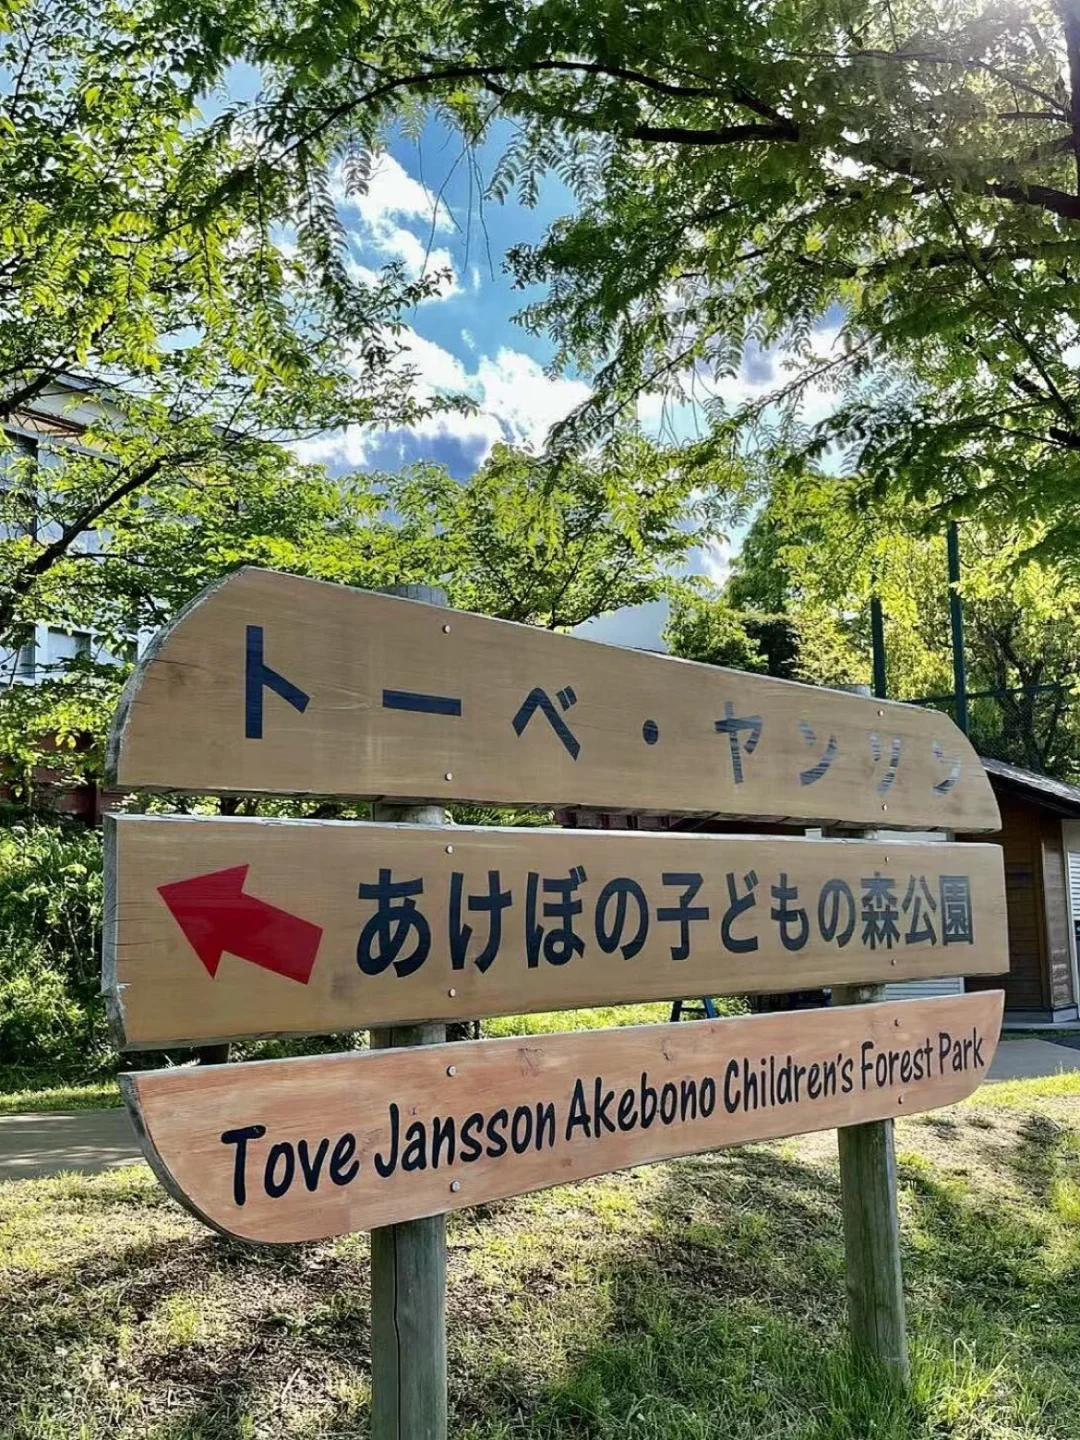 トーベ・ヤンソン
あけぼの子どもの森公園
Tove Jansson Akebono Children's Forest Park